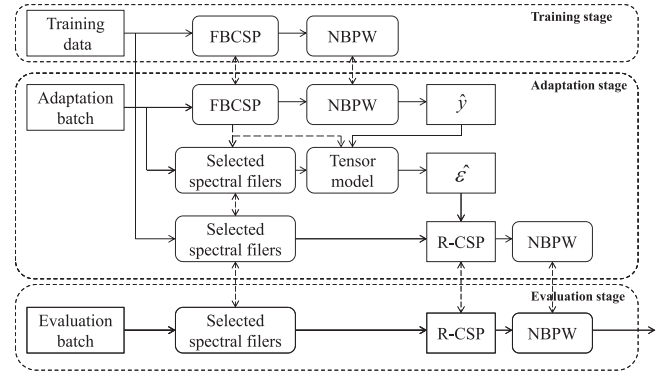 Training stage
Training
data
FBCSP
NBPW
Adaptation stage
Adaptation
batch
FBCSP
NBPW
ŷ
Selected
spectral filers
Tensor
model
ε̂
Selected
spectral filers
R-CSP
NBPW
Evaluation stage
Evaluation
batch
Selected
spectral filers
R-CSP
NBPW